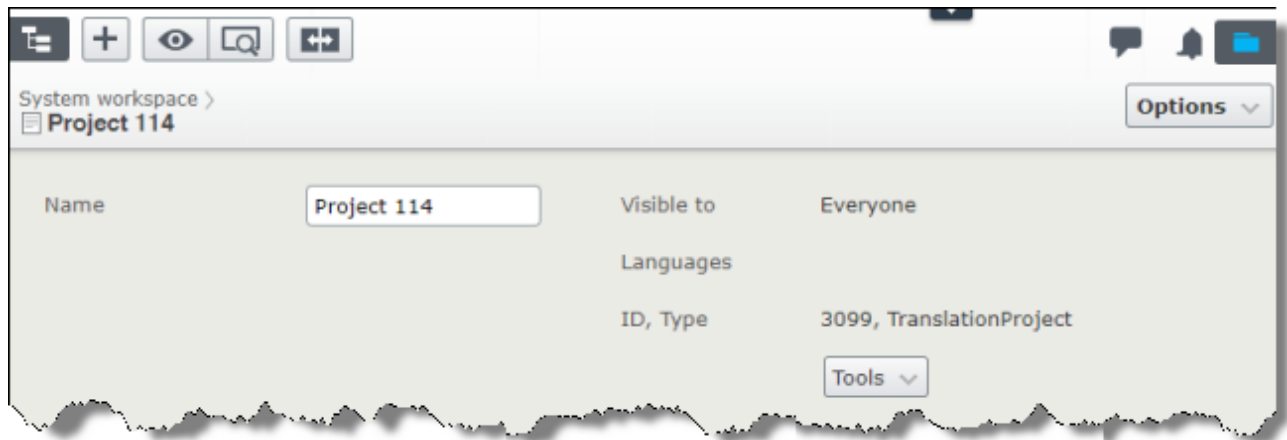 System workspace
Options
Project 114
Name Project 114 Visible to Everyone
Languages
ID, Type 3099, TranslationProject
Tools